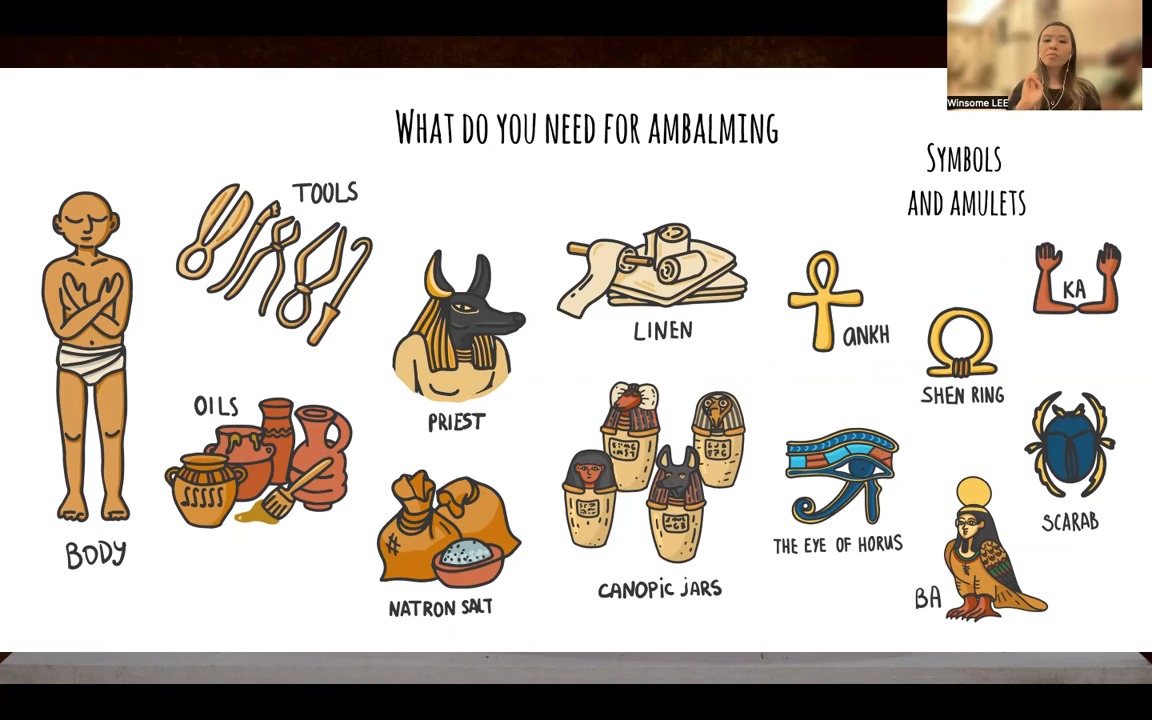 Winsome LEE
WHAT DO YOU NEED FOR AMBALMING
SYMBOLS
AND AMULETS
TOOLS
BODY
OILS
PRIEST
NATRON SALT
LINEN
CANOPIC JARS
ANKH
SHEN RING
KA
THE EYE OF HORUS
SCARAB
BA